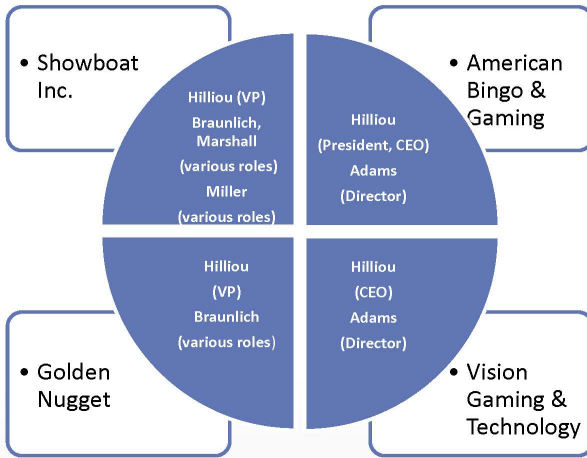 • Showboat
Inc.
Hilliou (VP)
Braunlich,
Marshall
(various roles)
Miller
(various roles)
• American
Bingo &
Gaming
Hilliou
(President, CEO)
Adams
(Director)
• Golden
Nugget
Hilliou
(VP)
Braunlich
(various roles)
• Vision
Gaming &
Technology
Hilliou
(CEO)
Adams
(Director)